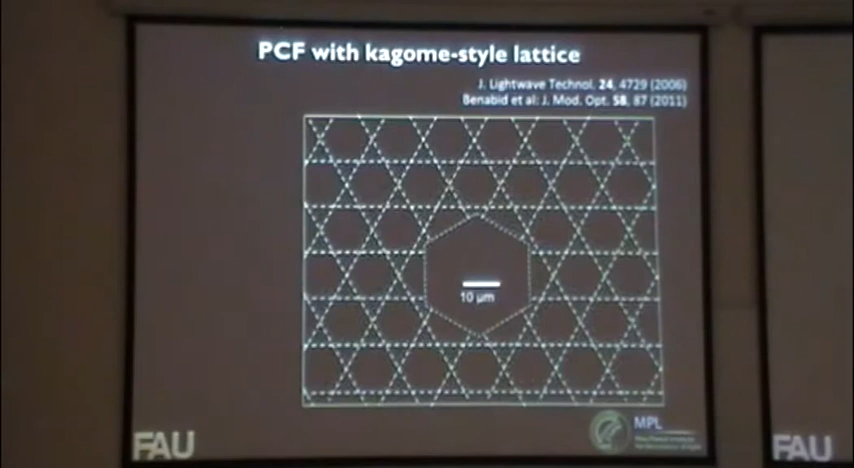 PCF with kagome-style lattice
J. Lightwave Technol. 24, 4729 (2006)
Benabid et al: J. Mod. Opt. 58, 87 (2011)
10 µm
FAU
MPL
FAU